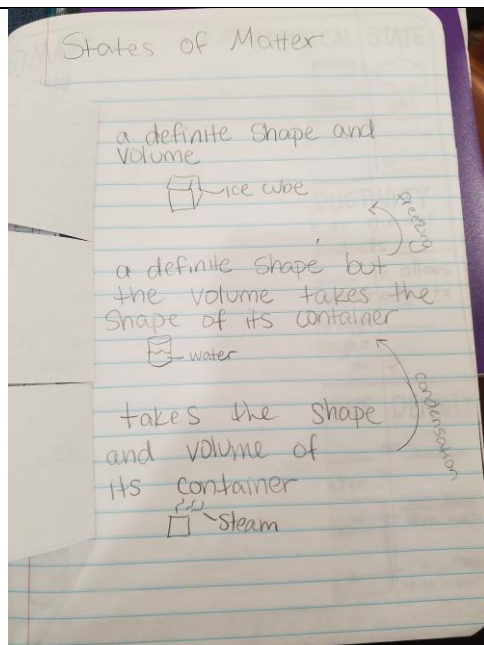 States of Matter
a definite shape and
volume
ice cube
freezing
a definite shape but
the volume takes the
shape of its container
water
condensation
takes the shape
and volume of
its container
steam